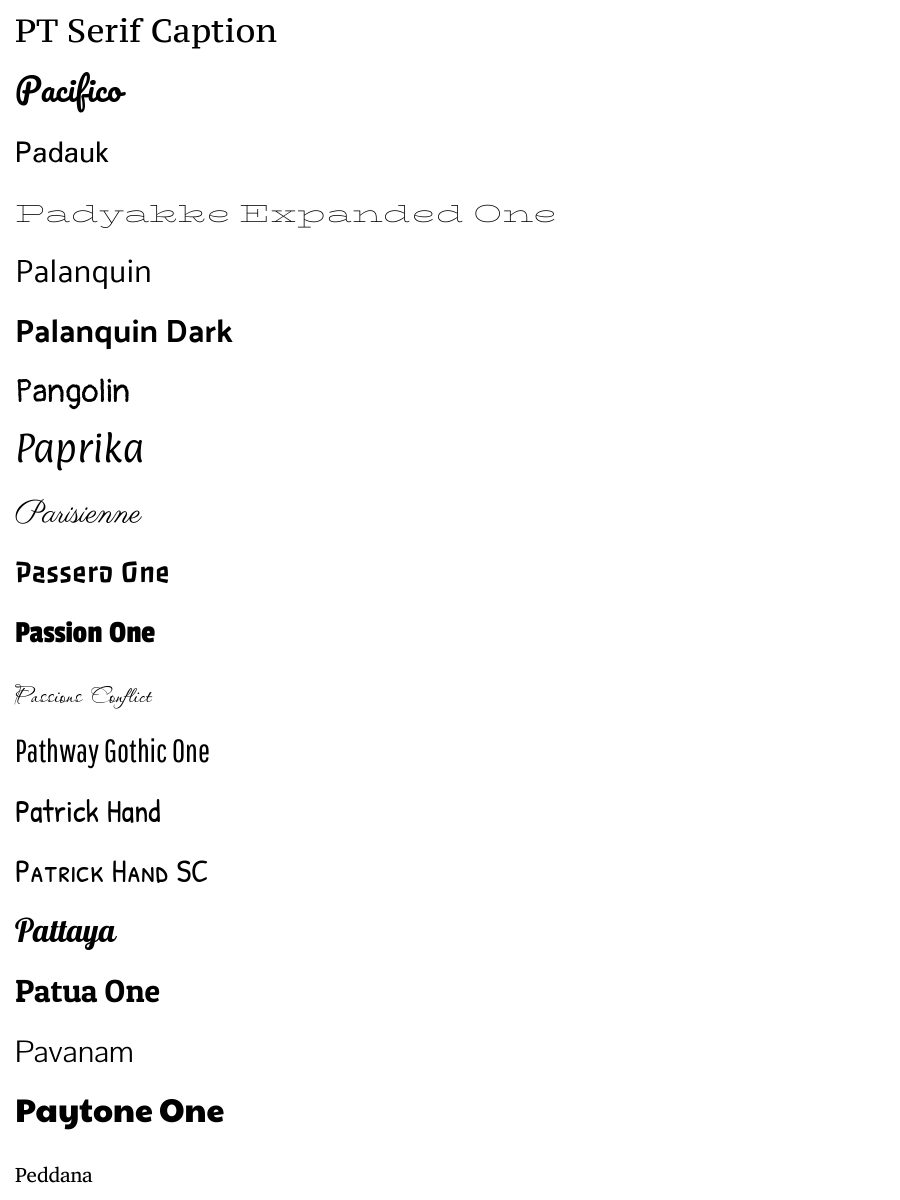 PT Serif Caption
Pacifico
Padauk
Padyakke Expanded One
Palanquin
Palanquin Dark
Pangolin
Paprika
Parisienne
Passero One
Passion One
Passions Conflict
Pathway Gothic One
Patrick Hand
Patrick Hand SC
Pattaya
Patua One
Pavanam
Paytone One
Peddana